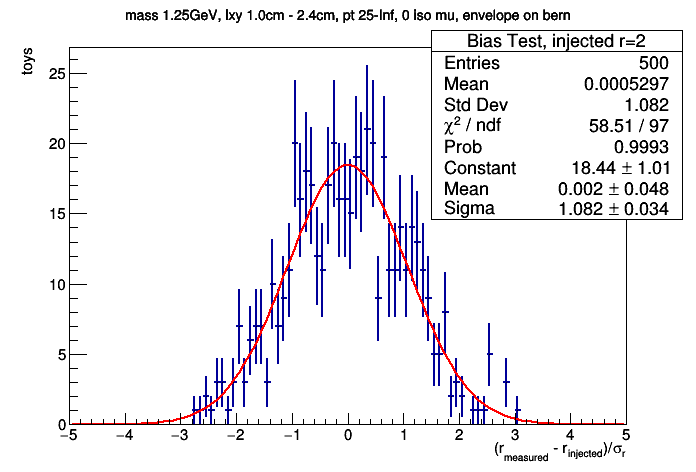 mass 1.25GeV, lxy 1.0cm - 2.4cm, pt 25-Inf, 0 Iso mu, envelope on bern
toys
Bias Test, injected r=2
Entries 500
Mean 0.0005297
Std Dev 1.082
χ² / ndf 58.51 / 97
Prob 0.9993
Constant 18.44 ± 1.01
Mean 0.002 ± 0.048
Sigma 1.082 ± 0.034
25
20
15
10
5
0
−5 −4 −3 −2 −1 0 1 2 3 4 5
(r_measured - r_injected)/σ_r